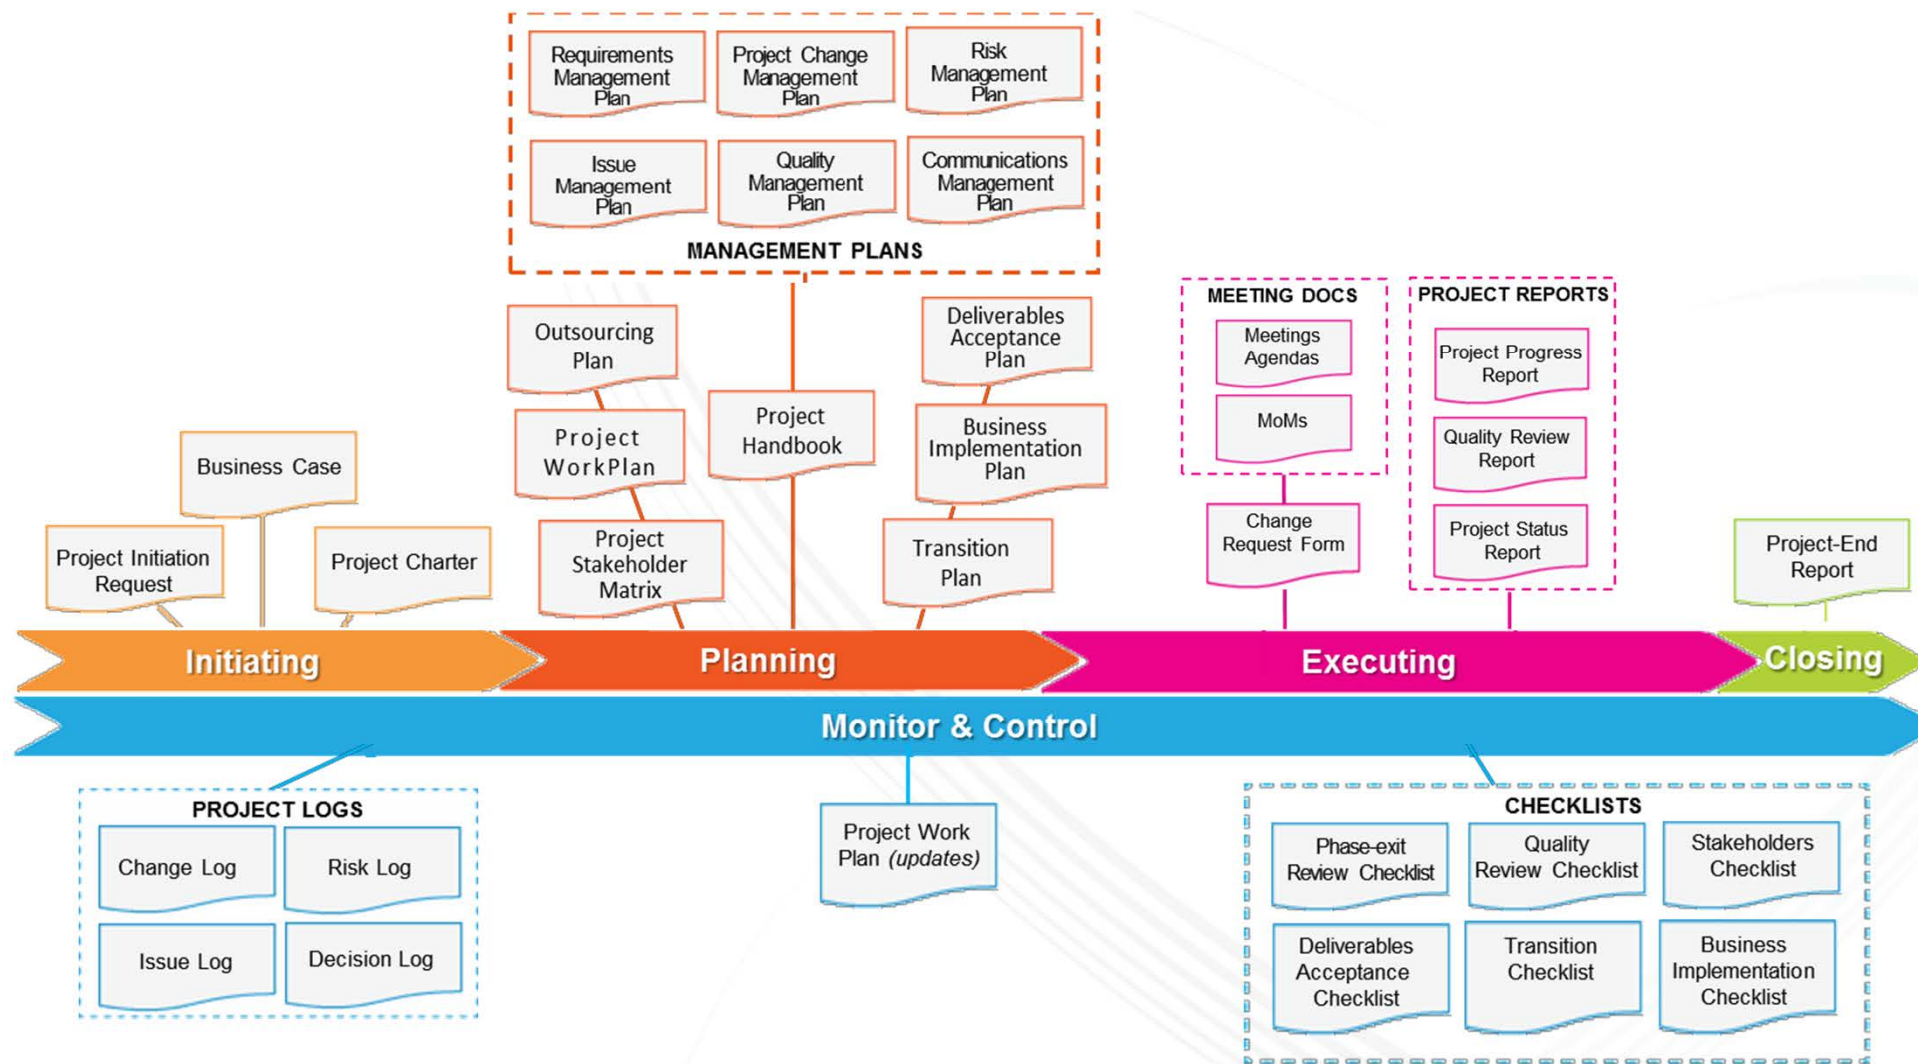 Requirements
Management
Plan
Project Change
Management
Plan
Risk
Management
Plan
Issue
Management
Plan
Quality
Management
Plan
Communications
Management
Plan
MANAGEMENT PLANS
Outsourcing
Plan
Project
WorkPlan
Project
Stakeholder
Matrix
Project
Handbook
Deliverables
Acceptance
Plan
Business
Implementation
Plan
Transition
Plan
MEETING DOCS
Meetings
Agendas
MoMs
Change
Request Form
PROJECT REPORTS
Project Progress
Report
Quality Review
Report
Project Status
Report
Business Case
Project Initiation
Request
Project Charter
Project-End
Report
Initiating
Planning
Executing
Closing
Monitor & Control
PROJECT LOGS
Change Log
Risk Log
Issue Log
Decision Log
Project Work
Plan (updates)
CHECKLISTS
Phase-exit
Review Checklist
Quality
Review Checklist
Stakeholders
Checklist
Deliverables
Acceptance
Checklist
Transition
Checklist
Business
Implementation
Checklist